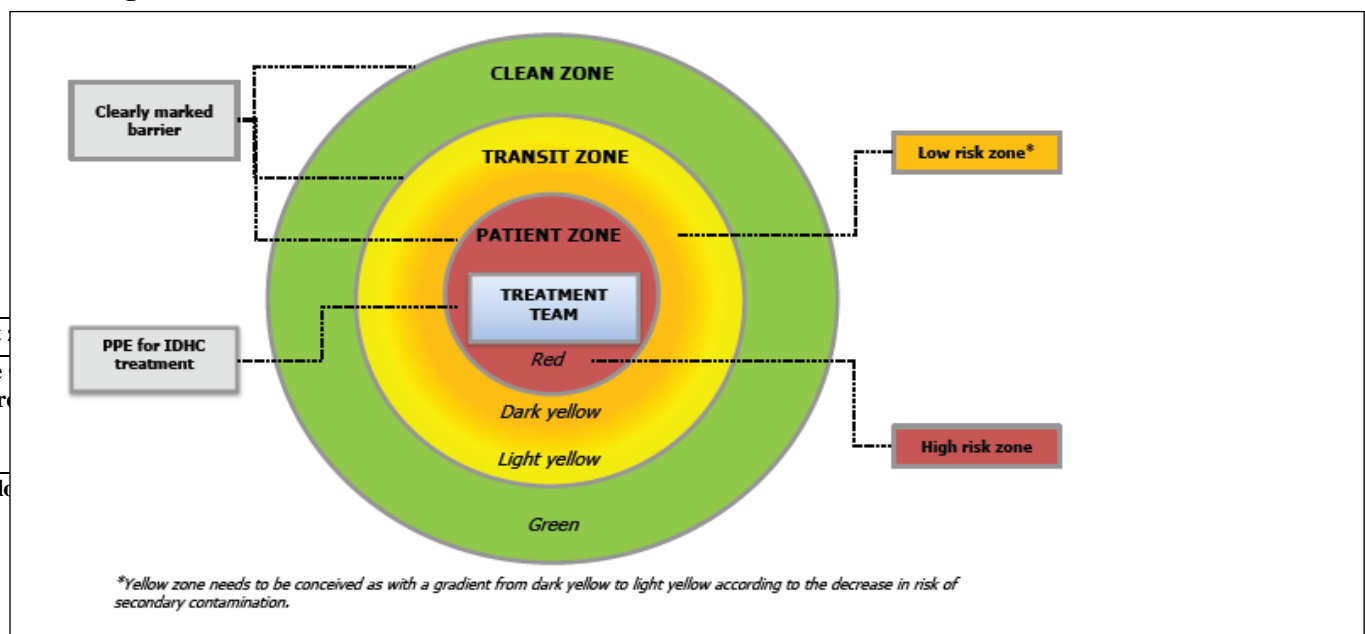 CLEAN ZONE
Clearly marked
barrier
TRANSIT ZONE
Low risk zone*
PATIENT ZONE
TREATMENT
TEAM
PPE for IDHC
treatment
Red
Dark yellow
High risk zone
Light yellow
Green
*Yellow zone needs to be conceived as with a gradient from dark yellow to light yellow according to the decrease in risk of
secondary contamination.